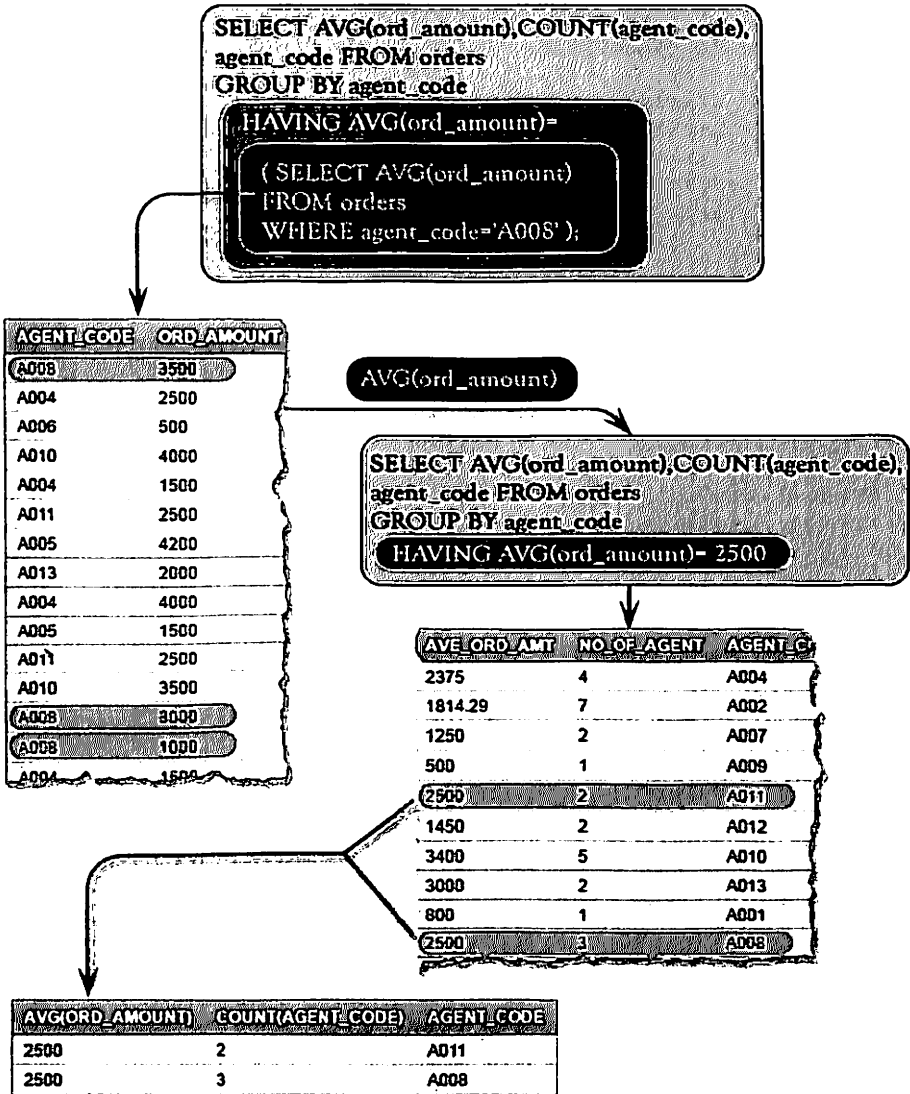 SELECT AVG(ord_amount),COUNT(agent_code),
agent_code FROM orders
GROUP BY agent_code
HAVING AVG(ord_amount)=
( SELECT AVG(ord_amount)
FROM orders
WHERE agent_code='A008' );
AGENT_CODE ORD_AMOUNT
A008 3500
A004 2500
A006 500
A010 4000
A004 1500
A011 2500
A005 4200
A013 2000
A004 4000
A005 1500
A011 2500
A010 3500
A008 3000
A008 1000
A004 1500
AVG(ord_amount)
SELECT AVG(ord_amount),COUNT(agent_code),
agent_code FROM orders
GROUP BY agent_code
HAVING AVG(ord_amount)= 2500
AVE_ORD_AMT NO_OF_AGENT AGENT_C
2375 4 A004
1814.29 7 A002
1250 2 A007
500 1 A009
2500 2 A011
1450 2 A012
3400 5 A010
3000 2 A013
800 1 A001
2500 3 A008
AVG(ORD_AMOUNT) COUNT(AGENT_CODE) AGENT_CODE
2500 2 A011
2500 3 A008